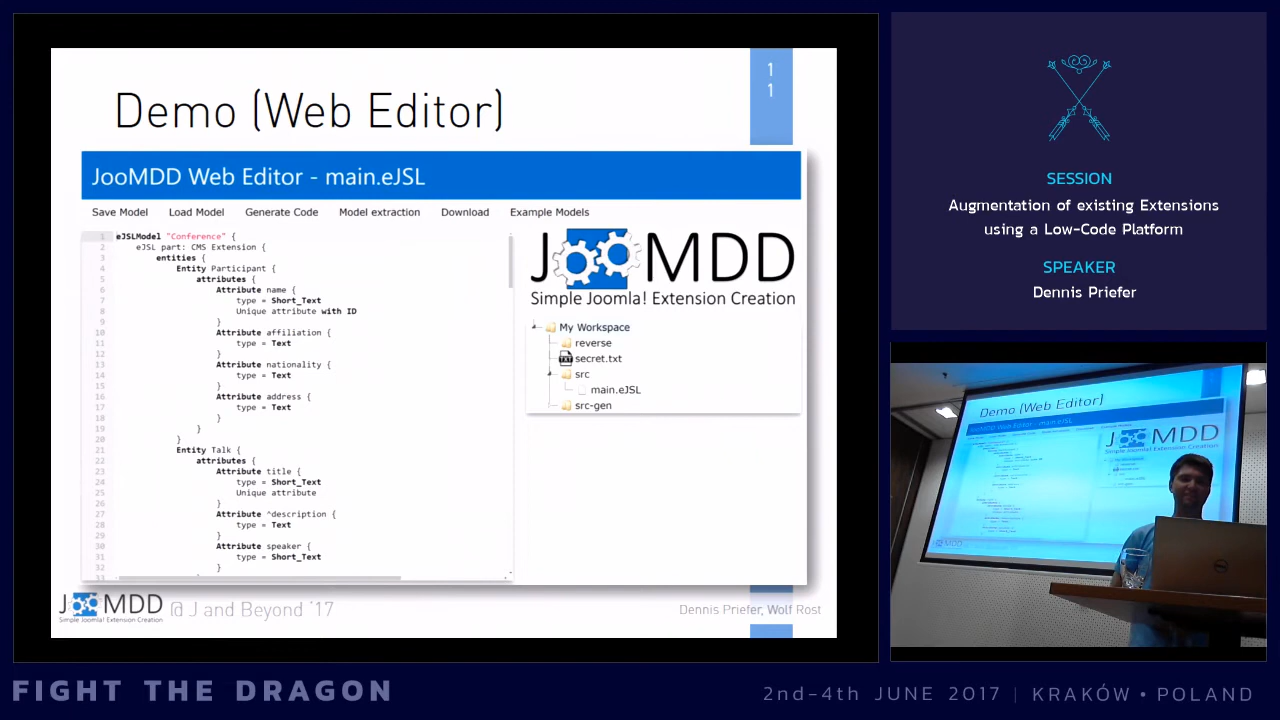 Demo (Web Editor)
1
1
JooMDD Web Editor - main.eJSL
Save Model Load Model Generate Code Model extraction Download Example Models
1 eJSLModel "Conference" {
2 eJSL part: CMS Extension {
3 entities {
4 Entity Participant {
5 attributes {
6 Attribute name {
7 type = Short_Text
8 Unique attribute with ID
9 }
10 Attribute affiliation {
11 type = Text
12 }
13 Attribute nationality {
14 type = Text
15 }
16 Attribute address {
17 type = Text
18 }
19 }
20 }
21 Entity Talk {
22 attributes {
23 Attribute title {
24 type = Short_Text
25 Unique attribute
26 }
27 Attribute ^description {
28 type = Text
29 }
30 Attribute speaker {
31 type = Short_Text
32 }
33
JooMDD
Simple Joomla! Extension Creation
My Workspace
reverse
TXT secret.txt
src
main.eJSL
src-gen
JooMDD @ J and Beyond '17
Simple Joomla! Extension Creation
Dennis Priefer, Wolf Rost
SESSION
Augmentation of existing Extensions
using a Low-Code Platform
SPEAKER
Dennis Priefer
Demo (Web Editor)
JooMDD Web Editor - main.eJSL
JooMDD
FIGHT THE DRAGON
2nd-4th JUNE 2017 | KRAKÓW • POLAND